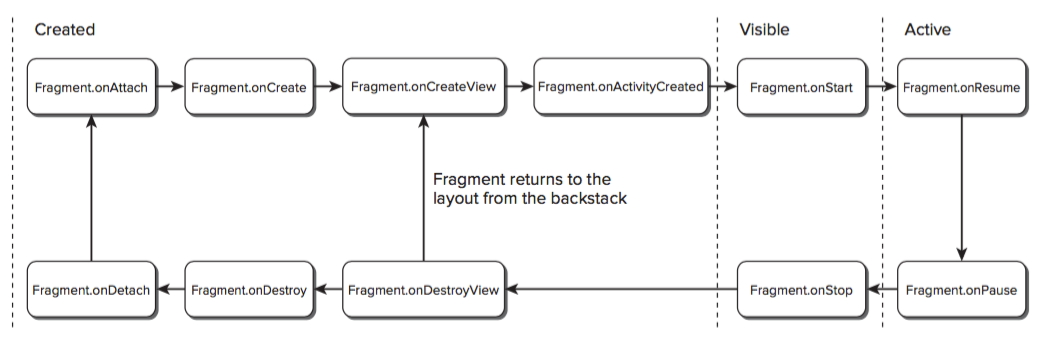 Created
Visible
Active
Fragment.onAttach
Fragment.onCreate
Fragment.onCreateView
Fragment.onActivityCreated
Fragment.onStart
Fragment.onResume
Fragment returns to the
layout from the backstack
Fragment.onDetach
Fragment.onDestroy
Fragment.onDestroyView
Fragment.onStop
Fragment.onPause